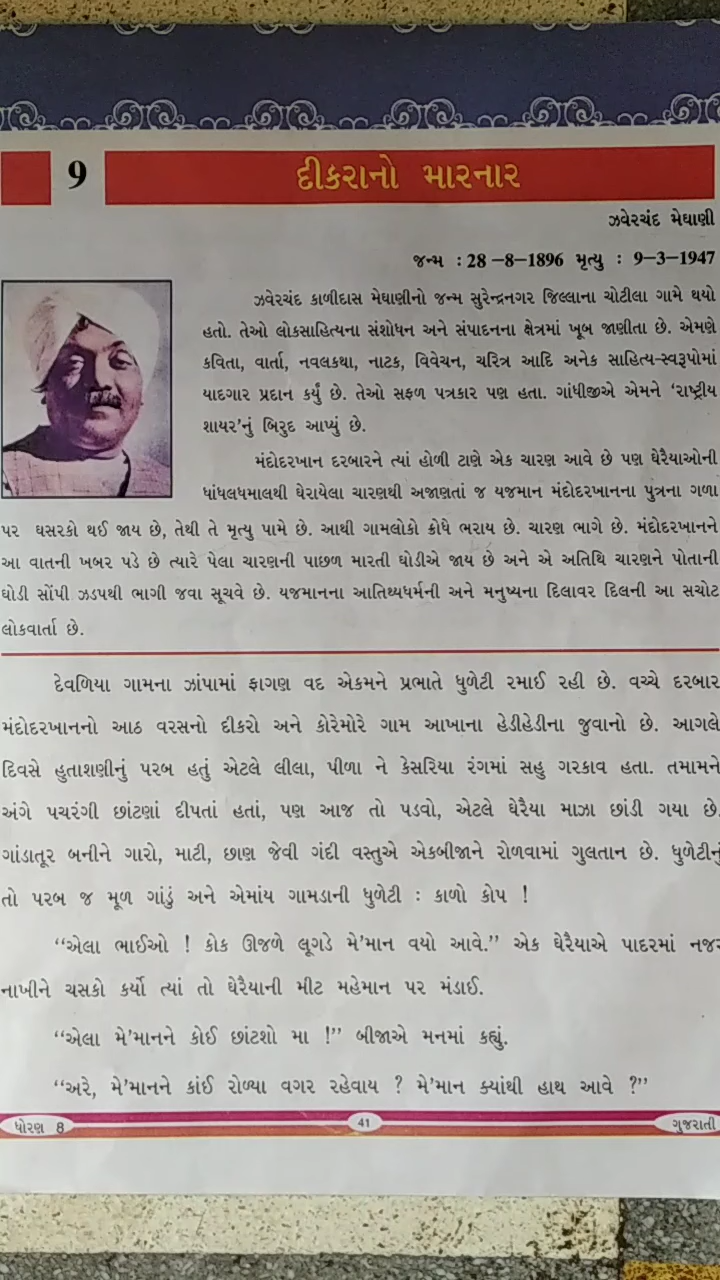 9
દીકરાનો મારનાર
ઝવેરચંદ મેઘાણી
જન્મ : 28 –8–1896 મૃત્યુ : 9–3–1947
ઝવેરચંદ કાળીદાસ મેઘાણીનો જન્મ સુરેન્દ્રનગર જિલ્લાના ચોટીલા ગામે થયો
હતો. તેઓ લોકસાહિત્યના સંશોધન અને સંપાદનના ક્ષેત્રમાં ખૂબ જાણીતા છે. એમણે
કવિતા, વાર્તા, નવલકથા, નાટક, વિવેચન, ચરિત્ર આદિ અનેક સાહિત્ય-સ્વરૂપોમાં
યાદગાર પ્રદાન કર્યું છે. તેઓ સફળ પત્રકાર પણ હતા. ગાંધીજીએ એમને ‘રાષ્ટ્રીય
શાયર’નું બિરુદ આપ્યું છે.
મંદોદરખાન દરબારને ત્યાં હોળી ટાણે એક ચારણ આવે છે પણ ઘેરૈયાઓની
ધાંધલધમાલથી ઘેરાયેલા ચારણથી અજાણતાં જ યજમાન મંદોદરખાનના પુત્રના ગળા
પર ઘસરકો થઈ જાય છે, તેથી તે મૃત્યુ પામે છે. આથી ગામલોકો ક્રોધે ભરાય છે. ચારણ ભાગે છે. મંદોદરખાનને
આ વાતની ખબર પડે છે ત્યારે પેલા ચારણની પાછળ મારતી ઘોડીએ જાય છે અને એ અતિથિ ચારણને પોતાની
ઘોડી સોંપી ઝડપથી ભાગી જવા સૂચવે છે. યજમાનના આતિથ્યધર્મની અને મનુષ્યના દિલાવર દિલની આ સચોટ
લોકવાર્તા છે.
દેવળિયા ગામના ઝાંપામાં ફાગણ વદ એકમને પ્રભાતે ધુળેટી રમાઈ રહી છે. વચ્ચે દરબાર
મંદોદરખાનનો આઠ વરસનો દીકરો અને કોરેમોરે ગામ આખાના હેડીહેડીના જુવાનો છે. આગલે
દિવસે હુતાશણીનું પરબ હતું એટલે લીલા, પીળા ને કેસરિયા રંગમાં સહુ ગરકાવ હતા. તમામને
અંગે પચરંગી છાંટણાં દીપતાં હતાં, પણ આજ તો પડવો, એટલે ઘેરૈયા માઝા છાંડી ગયા છે.
ગાંડાતૂર બનીને ગારો, માટી, છાણ જેવી ગંદી વસ્તુએ એકબીજાને રોળવામાં ગુલતાન છે. ધુળેટીનું
તો પરબ જ મૂળ ગાંડું અને એમાંય ગામડાની ધુળેટી : કાળો કોપ !
“એલા ભાઈઓ ! કોક ઊજળે લૂગડે મે’માન વયો આવે.” એક ઘેરૈયાએ પાદરમાં નજર
નાખીને ચસકો કર્યો ત્યાં તો ઘેરૈયાની મીટ મહેમાન પર મંડાઈ.
“એલા મે’માનને કોઈ છાંટશો મા !” બીજાએ મનમાં કહ્યું.
“અરે, મે’માનને કાંઈ રોળ્યા વગર રહેવાય ? મે’માન ક્યાંથી હાથ આવે ?”
ધોરણ 8
41
ગુજરાતી